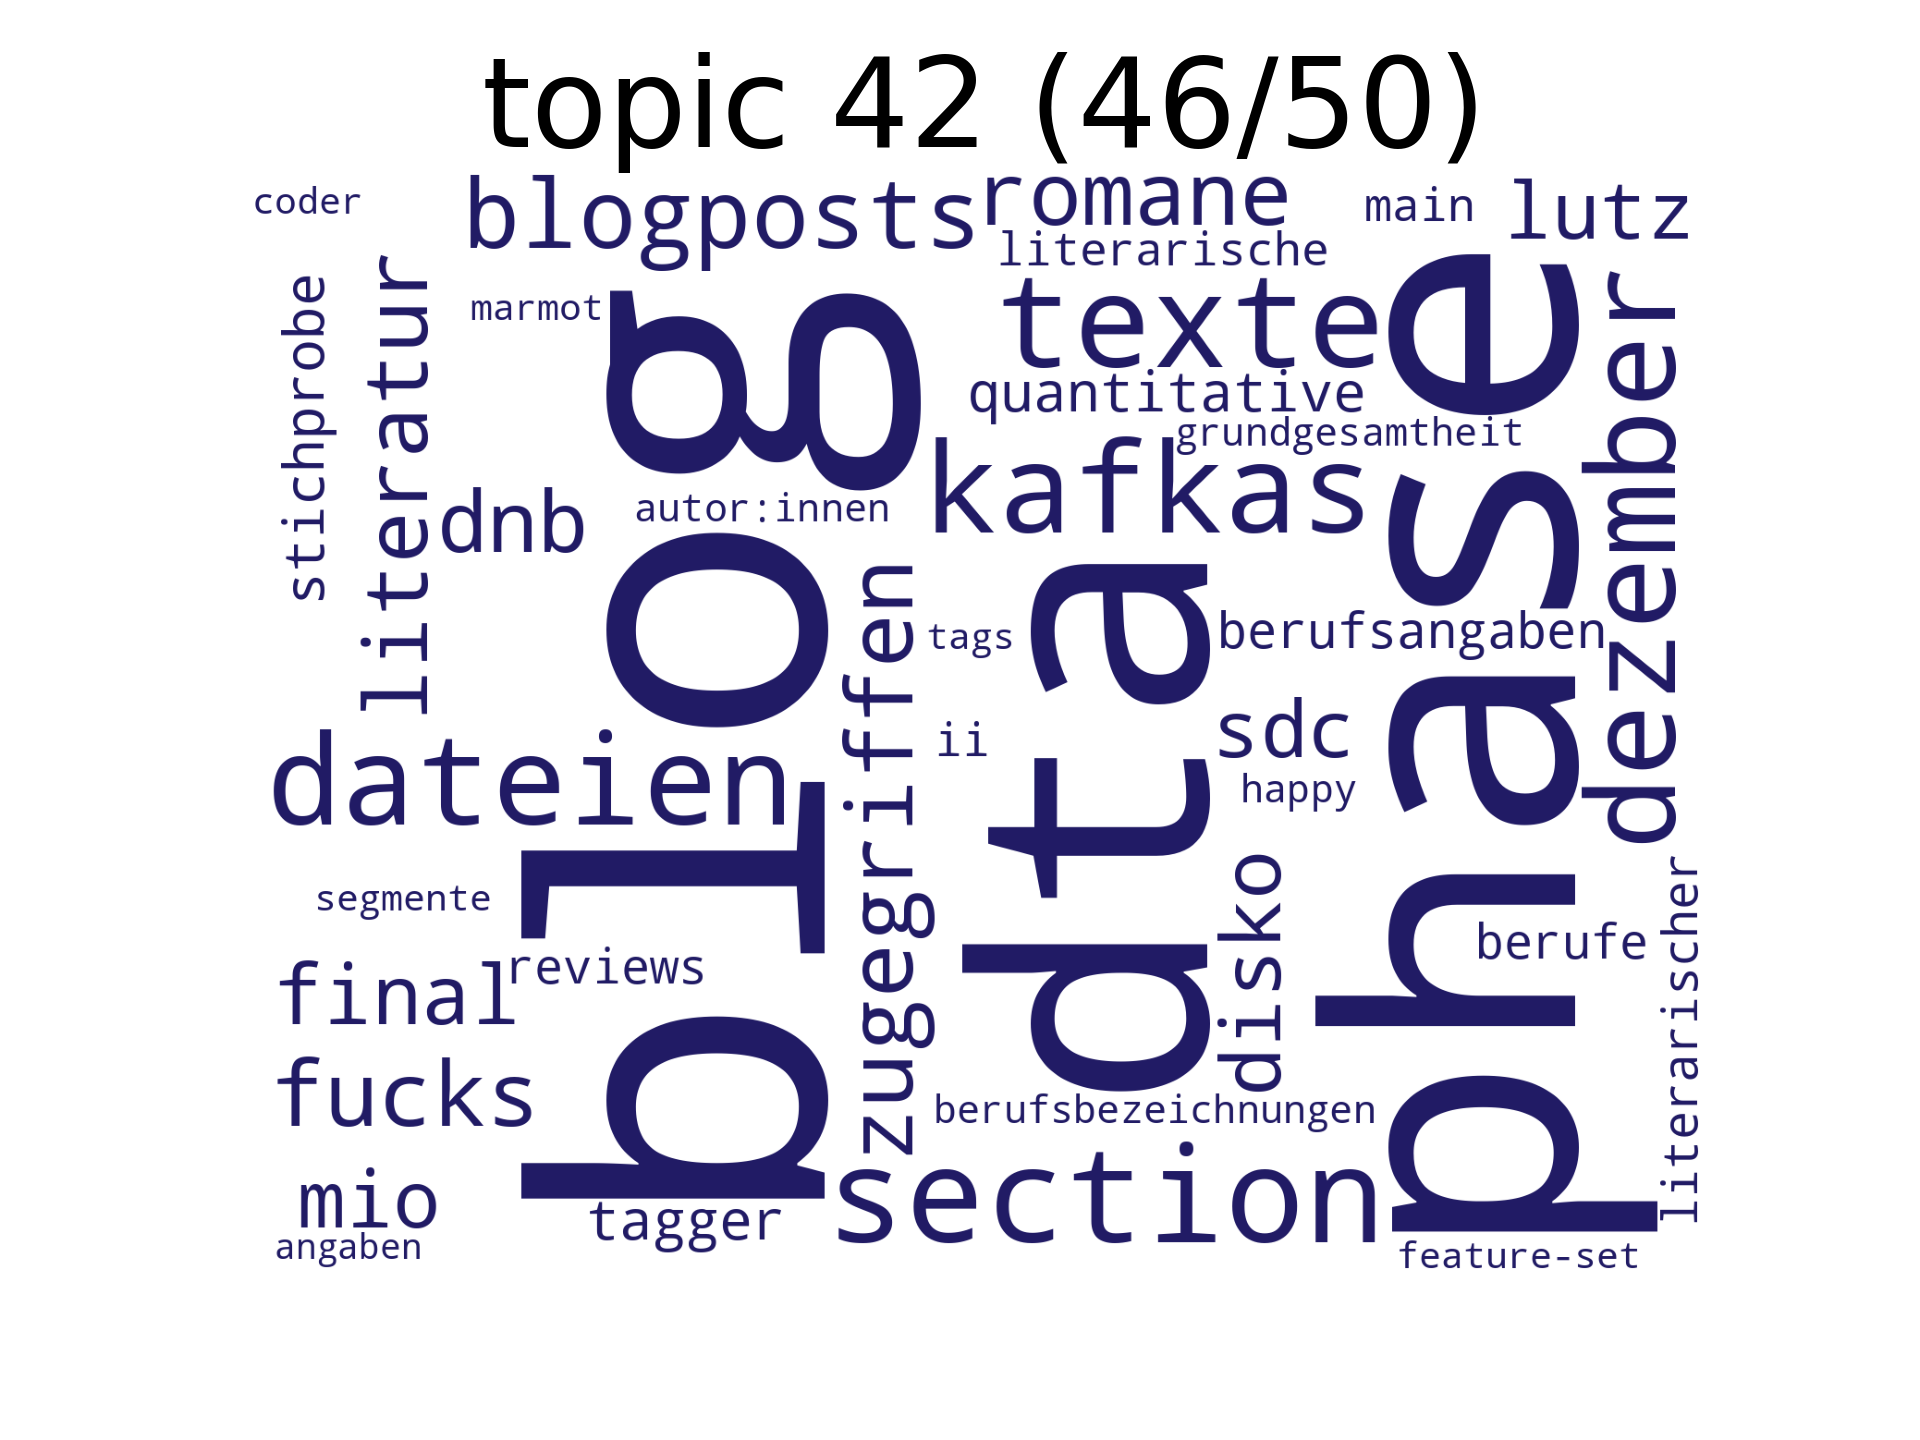 topic 42 (46/50)
coder
blogposts
romane
main
lutz
literarische
stichprobe
literatur
marmot
texte
dezember
quantitative
grundgesamtheit
dnb
autor:innen
kafkas
blog
zugegriffen
tags
dta
berufsangaben
phase
ii
sdc
dateien
happy
segmente
disko
berufe
literarischer
final
reviews
fucks
berufsbezeichnungen
mio
tagger
section
angaben
feature-set